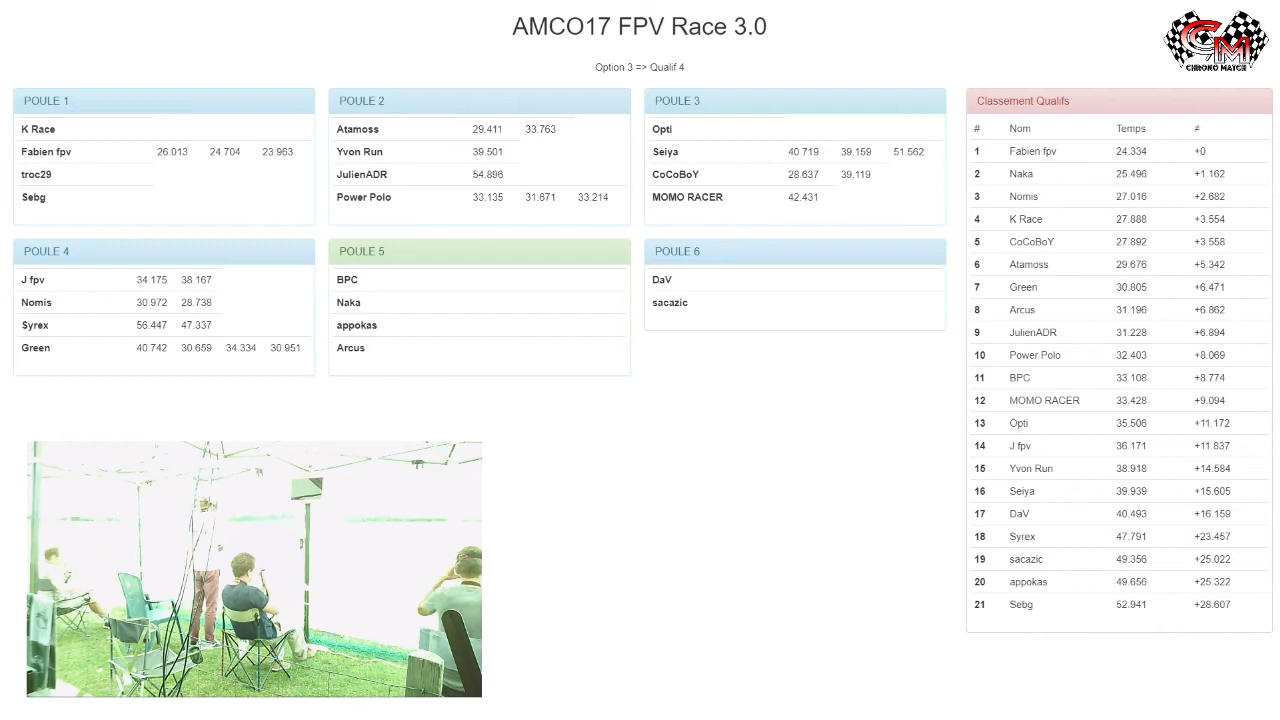 AMCO17 FPV Race 3.0
Option 3 => Qualif 4
CM
CHRONO MATCH
POULE 1
K Race
Fabien fpv 26.013 24.704 23.963
troc29
Sebg
POULE 2
Atamoss 29.411 33.763
Yvon Run 39.501
JulienADR 54.896
Power Polo 33.135 31.671 33.214
POULE 3
Opti
Seiya 40.719 39.159 51.562
CoCoBoY 28.637 39.119
MOMO RACER 42.431
POULE 4
J fpv 34.175 38.167
Nomis 30.972 28.738
Syrex 56.447 47.337
Green 40.742 30.659 34.334 30.951
POULE 5
BPC
Naka
appokas
Arcus
POULE 6
DaV
sacazic
Classement Qualifs
# Nom Temps ≠
1 Fabien fpv 24.334 +0
2 Naka 25.496 +1.162
3 Nomis 27.016 +2.682
4 K Race 27.888 +3.554
5 CoCoBoY 27.892 +3.558
6 Atamoss 29.676 +5.342
7 Green 30.805 +6.471
8 Arcus 31.196 +6.862
9 JulienADR 31.228 +6.894
10 Power Polo 32.403 +8.069
11 BPC 33.108 +8.774
12 MOMO RACER 33.428 +9.094
13 Opti 35.506 +11.172
14 J fpv 36.171 +11.837
15 Yvon Run 38.918 +14.584
16 Seiya 39.939 +15.605
17 DaV 40.493 +16.159
18 Syrex 47.791 +23.457
19 sacazic 49.356 +25.022
20 appokas 49.656 +25.322
21 Sebg 52.941 +28.607